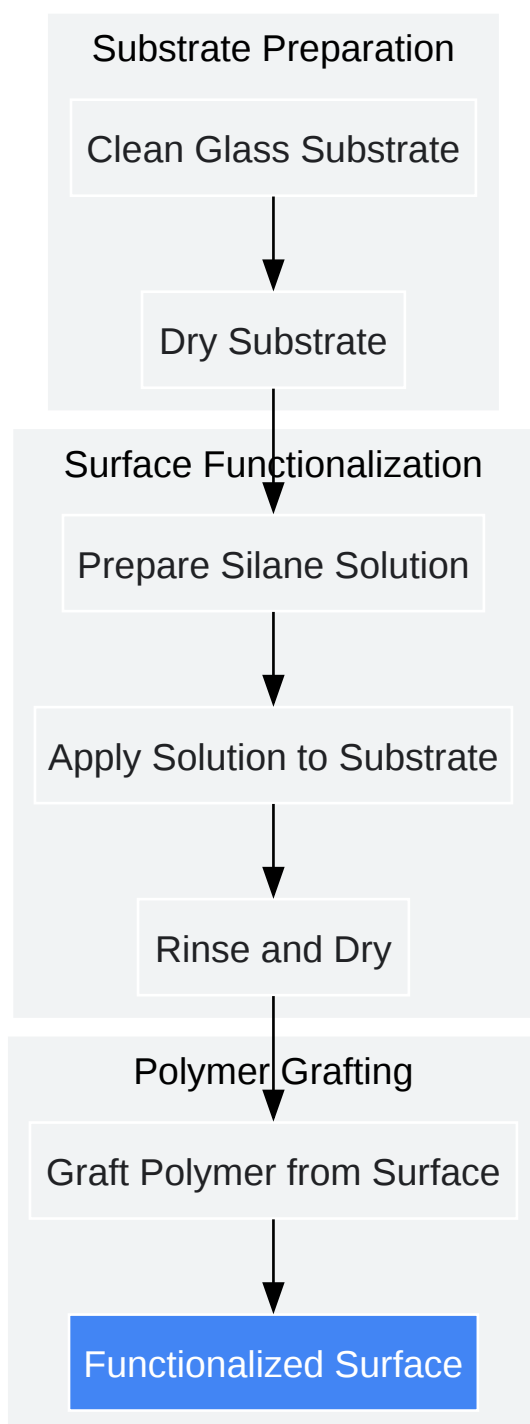 Substrate Preparation
Clean Glass Substrate
Dry Substrate
Surface Functionalization
Prepare Silane Solution
Apply Solution to Substrate
Rinse and Dry
Polymer Grafting
Graft Polymer from Surface
Functionalized Surface